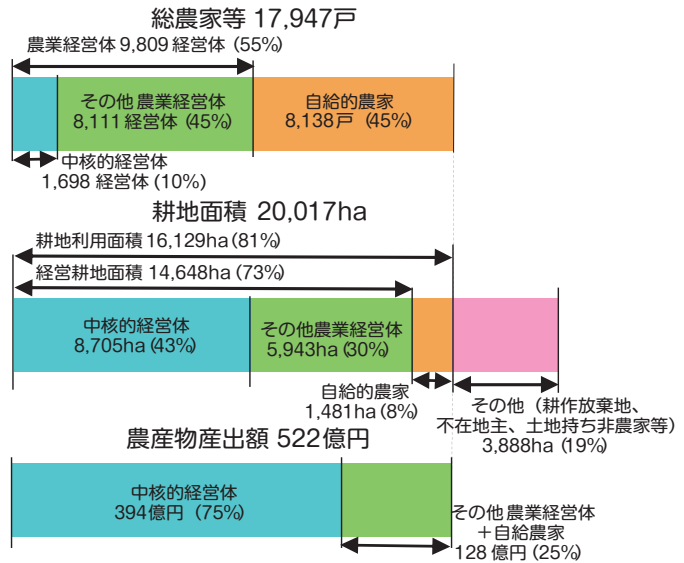 総農家等 17,947戸
農業経営体 9,809 経営体 (55%)
その他 農業経営体
8,111 経営体 (45%)
自給的農家
8,138戸 (45%)
中核的経営体
1,698 経営体 (10%)
耕地面積 20,017ha
耕地利用面積 16,129ha (81%)
経営耕地面積 14,648ha (73%)
中核的経営体
8,705ha (43%)
その他農業経営体
5,943ha (30%)
自給的農家
1,481ha (8%)
その他（耕作放棄地、
不在地主、土地持ち非農家等）
3,888ha (19%)
農産物産出額 522億円
中核的経営体
394億円 (75%)
その他 農業経営体
＋自給農家
128 億円 (25%)